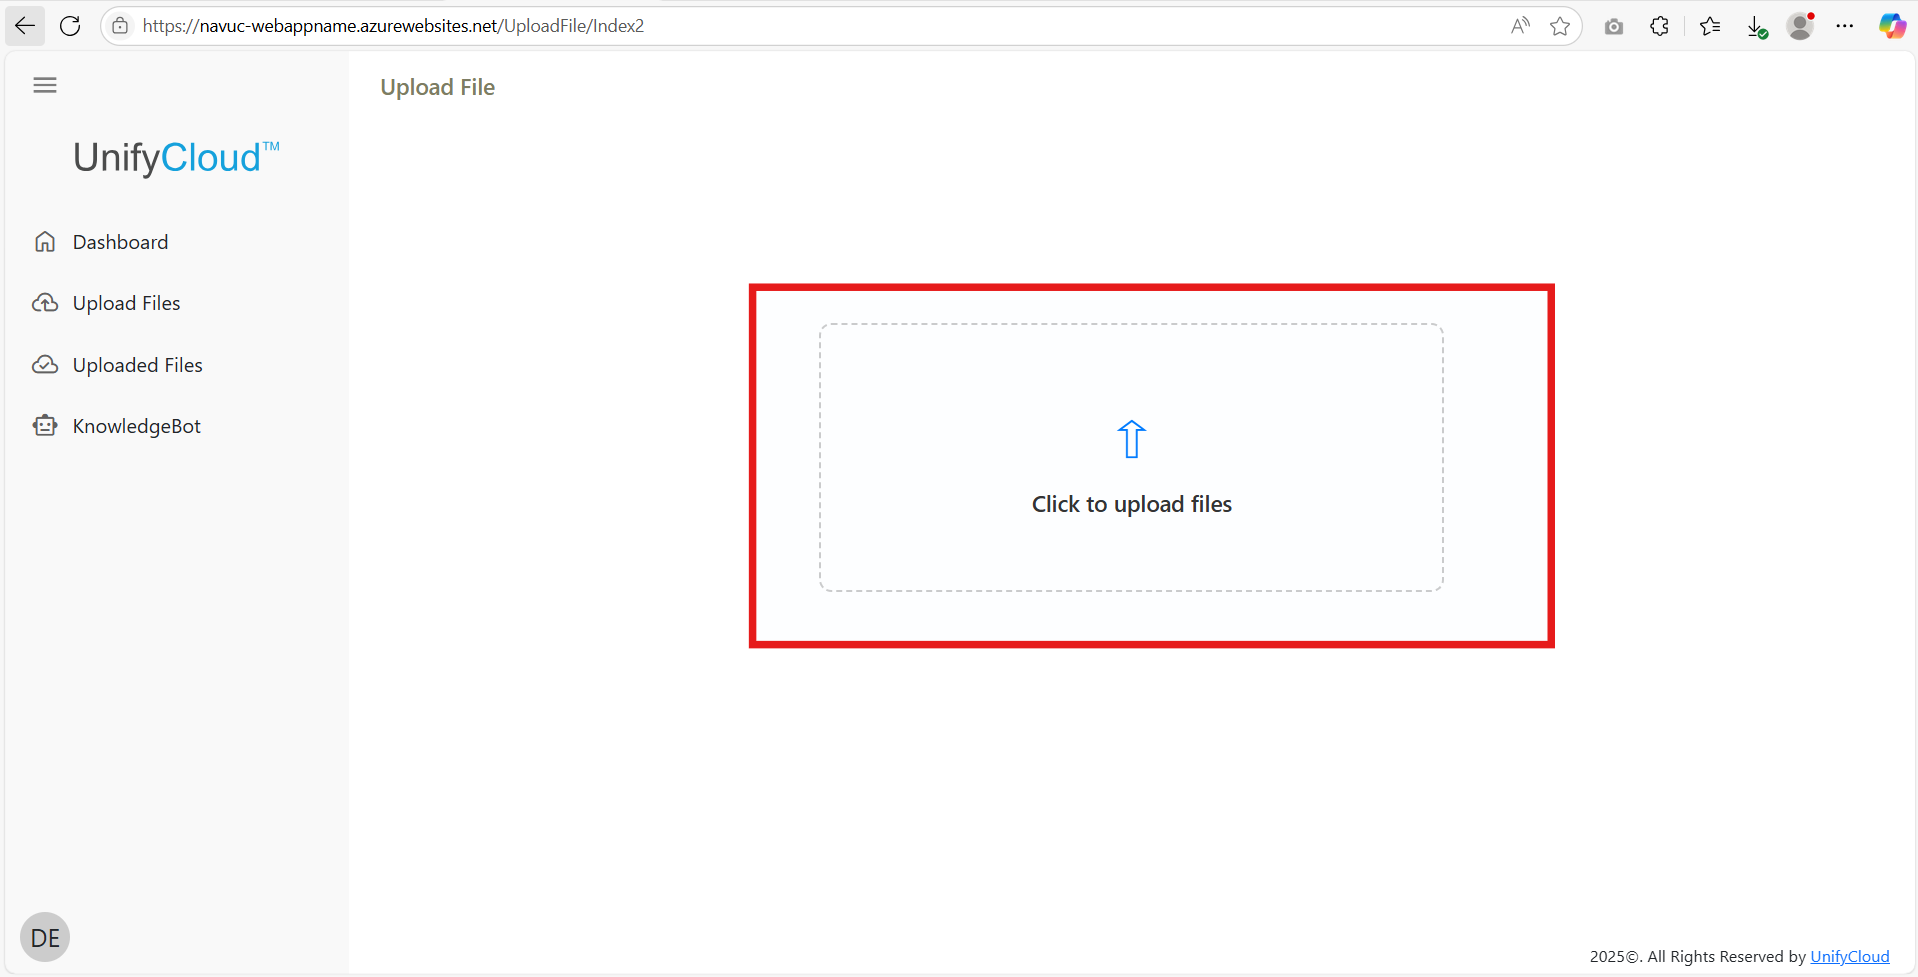 https://navuc-webappname.azurewebsites.net/UploadFile/Index2
Upload File
UnifyCloud™
Dashboard
Upload Files
Uploaded Files
KnowledgeBot
Click to upload files
DE
2025©. All Rights Reserved by UnifyCloud